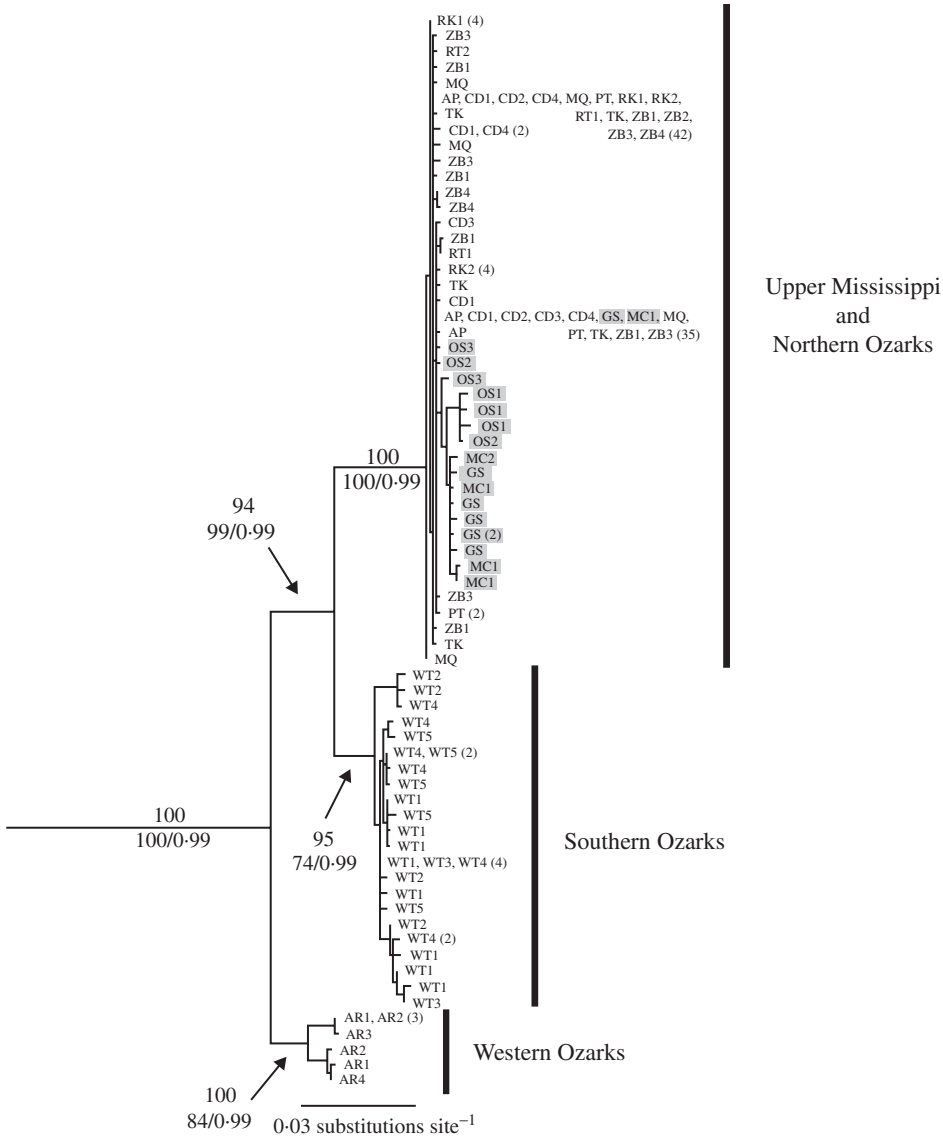 RK1 (4)
ZB3
RT2
ZB1
MQ
AP, CD1, CD2, CD4, MQ, PT, RK1, RK2,
TK
RT1, TK, ZB1, ZB2,
CD1, CD4 (2)
ZB3, ZB4 (42)
MQ
ZB3
ZB1
ZB4
ZB4
CD3
ZB1
RT1
RK2 (4)
TK
CD1
AP, CD1, CD2, CD3, CD4, GS, MC1, MQ,
AP
PT, TK, ZB1, ZB3 (35)
OS3
OS2
OS3
OS1
OS1
OS1
OS2
MC2
GS
MC1
GS
GS
GS (2)
GS
MC1
MC1
ZB3
PT (2)
ZB1
TK
MQ
Upper Mississippi
and
Northern Ozarks
100
100/0·99
94
99/0·99
WT2
WT2
WT4
WT4
WT5
WT4, WT5 (2)
WT4
WT5
WT1
WT5
WT1
WT1
WT1, WT3, WT4 (4)
WT2
WT1
WT5
WT2
WT4 (2)
WT1
WT1
WT1
WT3
Southern Ozarks
100
100/0·99
95
74/0·99
AR1, AR2 (3)
AR3
AR2
AR1
AR4
Western Ozarks
100
84/0·99
0·03 substitutions site⁻¹